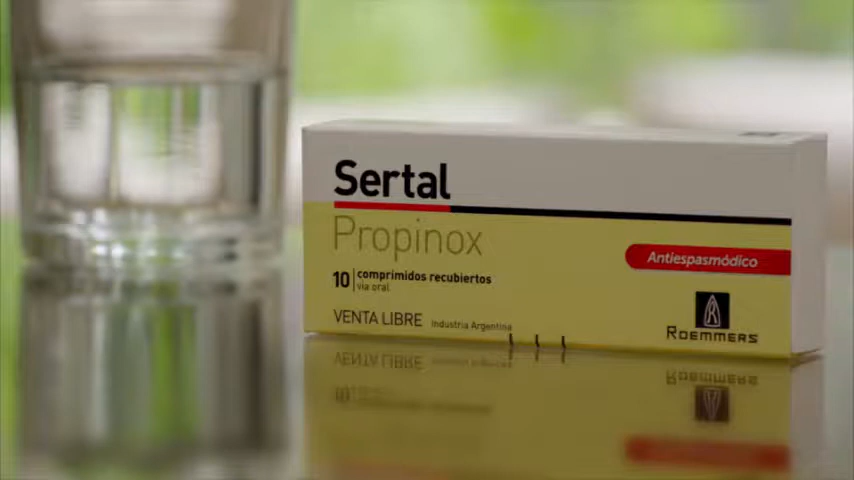 Sertal
Propinox
Antiespasmódico
10 comprimidos recubiertos
vía oral
VENTA LIBRE Industria Argentina
ROEMMERS